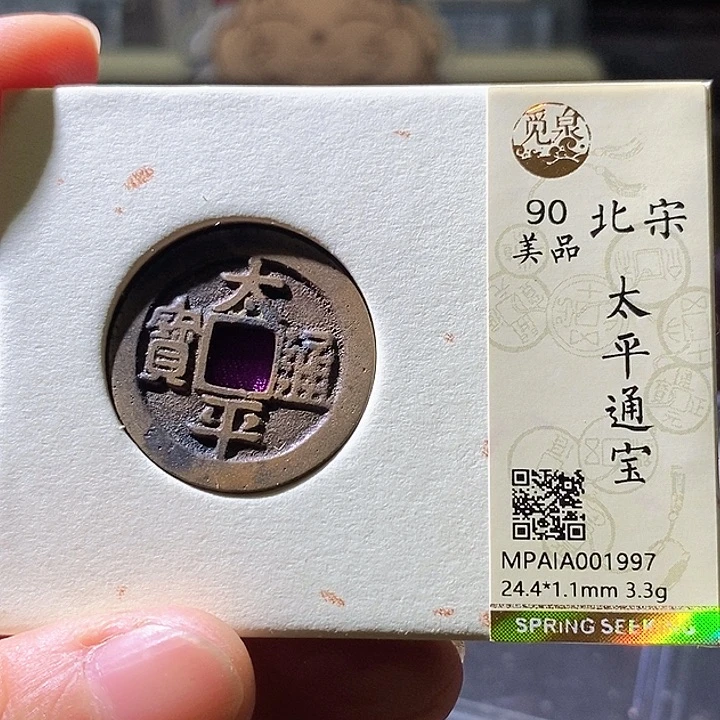 太平通寶
觅泉
90 北宋
美品
太平通宝
MPAIA001997
24.4*1.1mm 3.3g
SPRING